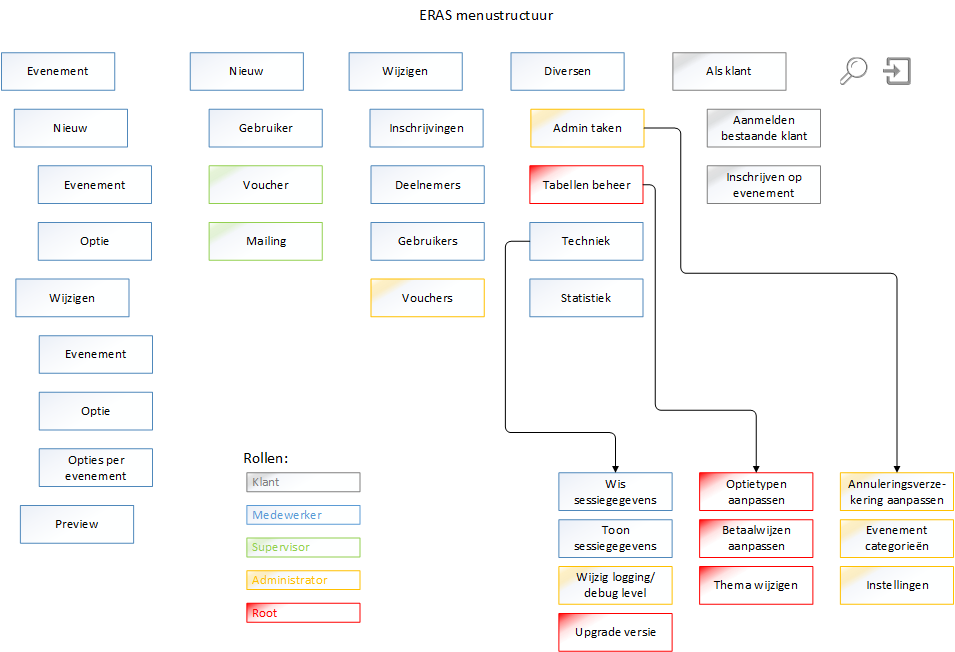 ERAS menustructuur
Evenement
Nieuw
Evenement
Optie
Wijzigen
Evenement
Optie
Opties per
evenement
Preview
Nieuw
Gebruiker
Voucher
Mailing
Wijzigen
Inschrijvingen
Deelnemers
Gebruikers
Vouchers
Diversen
Admin taken
Tabellen beheer
Techniek
Statistiek
Als klant
Aanmelden
bestaande klant
Inschrijven op
evenement
Rollen:
Klant
Medewerker
Supervisor
Administrator
Root
Wis
sessiegegevens
Toon
sessiegegevens
Wijzig logging/
debug level
Upgrade versie
Optietypen
aanpassen
Betaalwijzen
aanpassen
Thema wijzigen
Annuleringsverze-
kering aanpassen
Evenement
categorieën
Instellingen